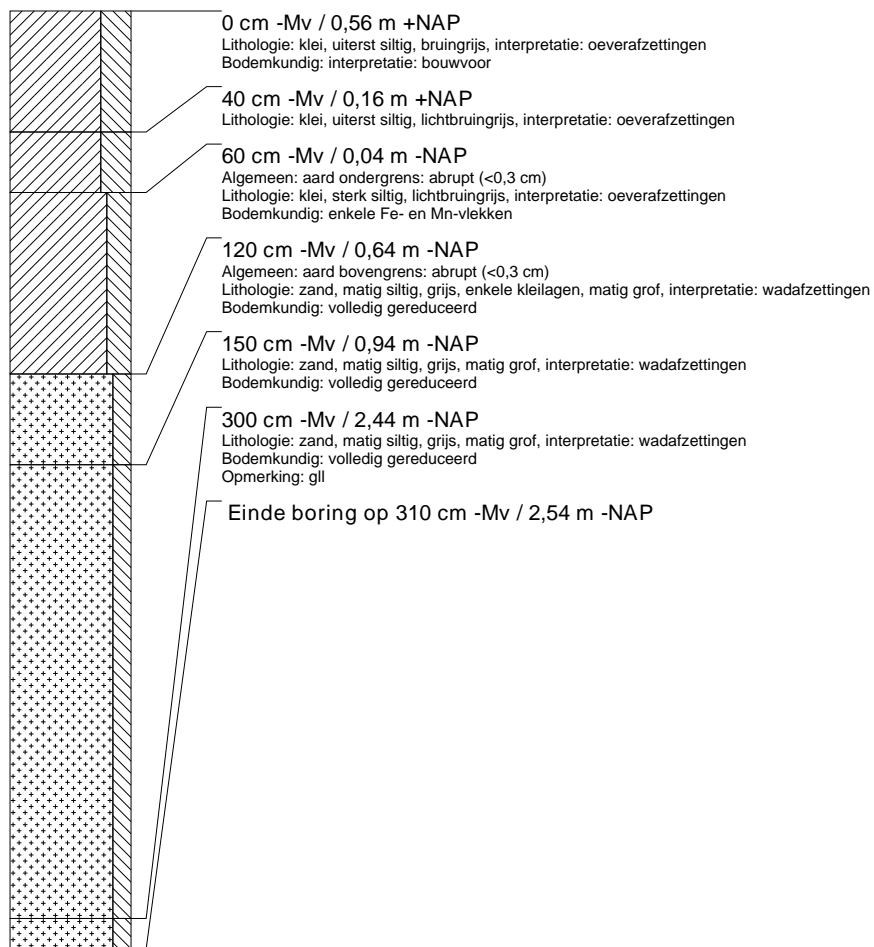 0 cm -Mv / 0,56 m +NAP
Lithologie: klei, uiterst siltig, bruingrijs, interpretatie: oeverafzettingen
Bodemkundig: interpretatie: bouwvoor
40 cm -Mv / 0,16 m +NAP
Lithologie: klei, uiterst siltig, lichtbruingrijs, interpretatie: oeverafzettingen
60 cm -Mv / 0,04 m -NAP
Algemeen: aard ondergrens: abrupt (<0,3 cm)
Lithologie: klei, sterk siltig, lichtbruingrijs, interpretatie: oeverafzettingen
Bodemkundig: enkele Fe- en Mn-vlekken
120 cm -Mv / 0,64 m -NAP
Algemeen: aard bovengrens: abrupt (<0,3 cm)
Lithologie: zand, matig siltig, grijs, enkele kleilagen, matig grof, interpretatie: wadafzettingen
Bodemkundig: volledig gereduceerd
150 cm -Mv / 0,94 m -NAP
Lithologie: zand, matig siltig, grijs, matig grof, interpretatie: wadafzettingen
Bodemkundig: volledig gereduceerd
300 cm -Mv / 2,44 m -NAP
Lithologie: zand, matig siltig, grijs, matig grof, interpretatie: wadafzettingen
Bodemkundig: volledig gereduceerd
Opmerking: gll
Einde boring op 310 cm -Mv / 2,54 m -NAP